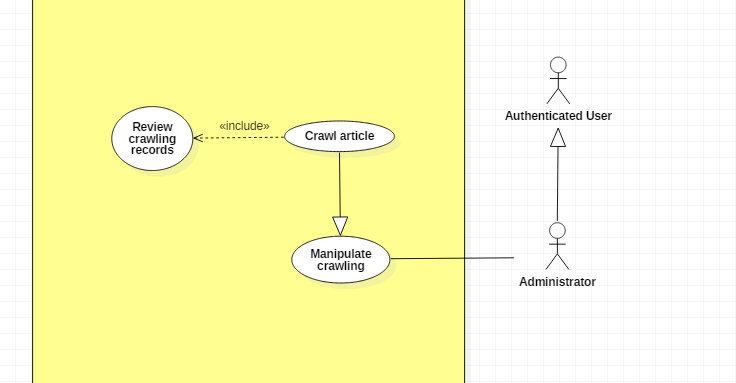 Authenticated User
Review
crawling
records
«include»
Crawl article
Manipulate
crawling
Administrator